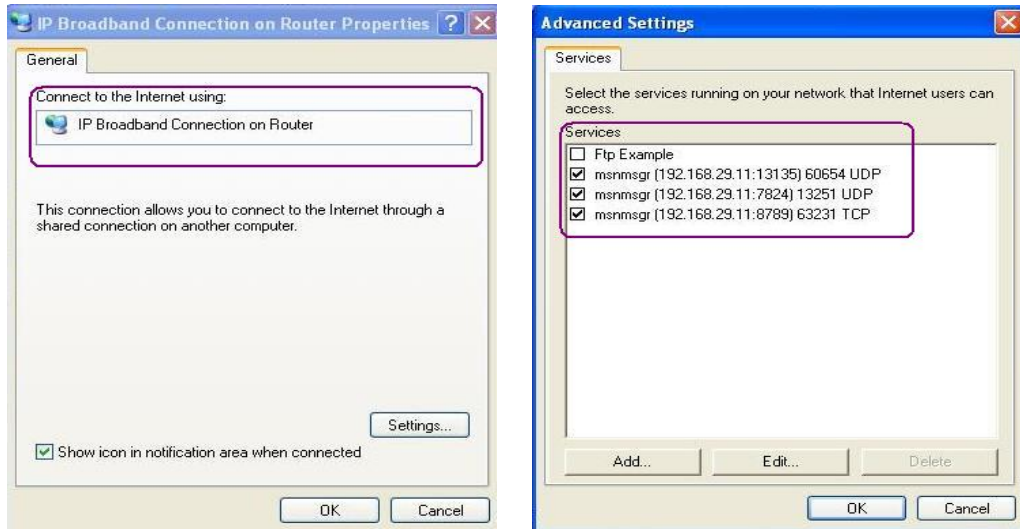 IP Broadband Connection on Router Properties
General
Connect to the Internet using:
IP Broadband Connection on Router
This connection allows you to connect to the Internet through a
shared connection on another computer.
Settings...
Show icon in notification area when connected
OK
Cancel
Advanced Settings
Services
Select the services running on your network that Internet users can
access.
Services
Ftp Example
msnmsgr (192.168.29.11:13135) 60654 UDP
msnmsgr (192.168.29.11:7824) 13251 UDP
msnmsgr (192.168.29.11:8789) 63231 TCP
Add...
Edit...
Delete
OK
Cancel